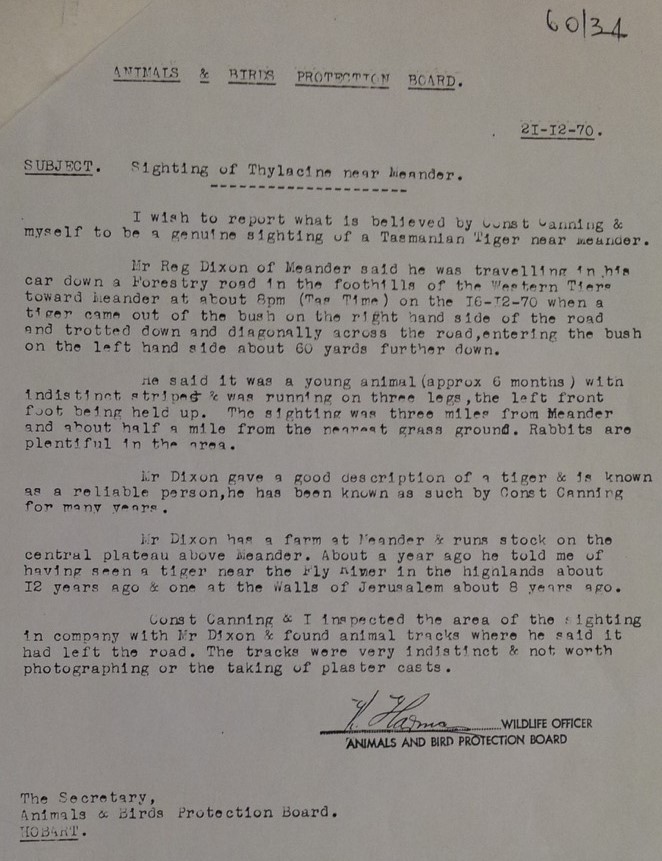 60/34
ANIMALS & BIRDS PROTECTION BOARD.
21-12-70.
SUBJECT. Sighting of Thylacine near Meander.
--------------------
I wish to report what is believed by Const Canning &
myself to be a genuine sighting of a Tasmanian Tiger near Meander.
Mr Reg Dixon of Meander said he was travelling in his
car down a Forestry road in the foothills of the Western Tiers
toward Meander at about 8pm (Tas Time) on the 16-12-70 when a
tiger came out of the bush on the right hand side of the road
and trotted down and diagonally across the road,entering the bush
on the left hand side about 60 yards further down.
He said it was a young animal(approx 6 months) with
indistinct striped & was running on three legs,the left front
foot being held up. The sighting was three miles from Meander
and about half a mile from the nearest grass ground. Rabbits are
plentiful in the area.
Mr Dixon gave a good description of a tiger & is known
as a reliable person,he has been known as such by Const Canning
for many years.
Mr Dixon has a farm at Meander & runs stock on the
central plateau above Meander. About a year ago he told me of
having seen a tiger near the Fly River in the highlands about
12 years ago & one at the Walls of Jerusalem about 8 years ago.
Const Canning & I inspected the area of the sighting
in company with Mr Dixon & found animal tracks where he said it
had left the road. The tracks were very indistinct & not worth
photographing or the taking of plaster casts.
WILDLIFE OFFICER
ANIMALS AND BIRD PROTECTION BOARD
The Secretary,
Animals & Birds Protection Board.
HOBART.